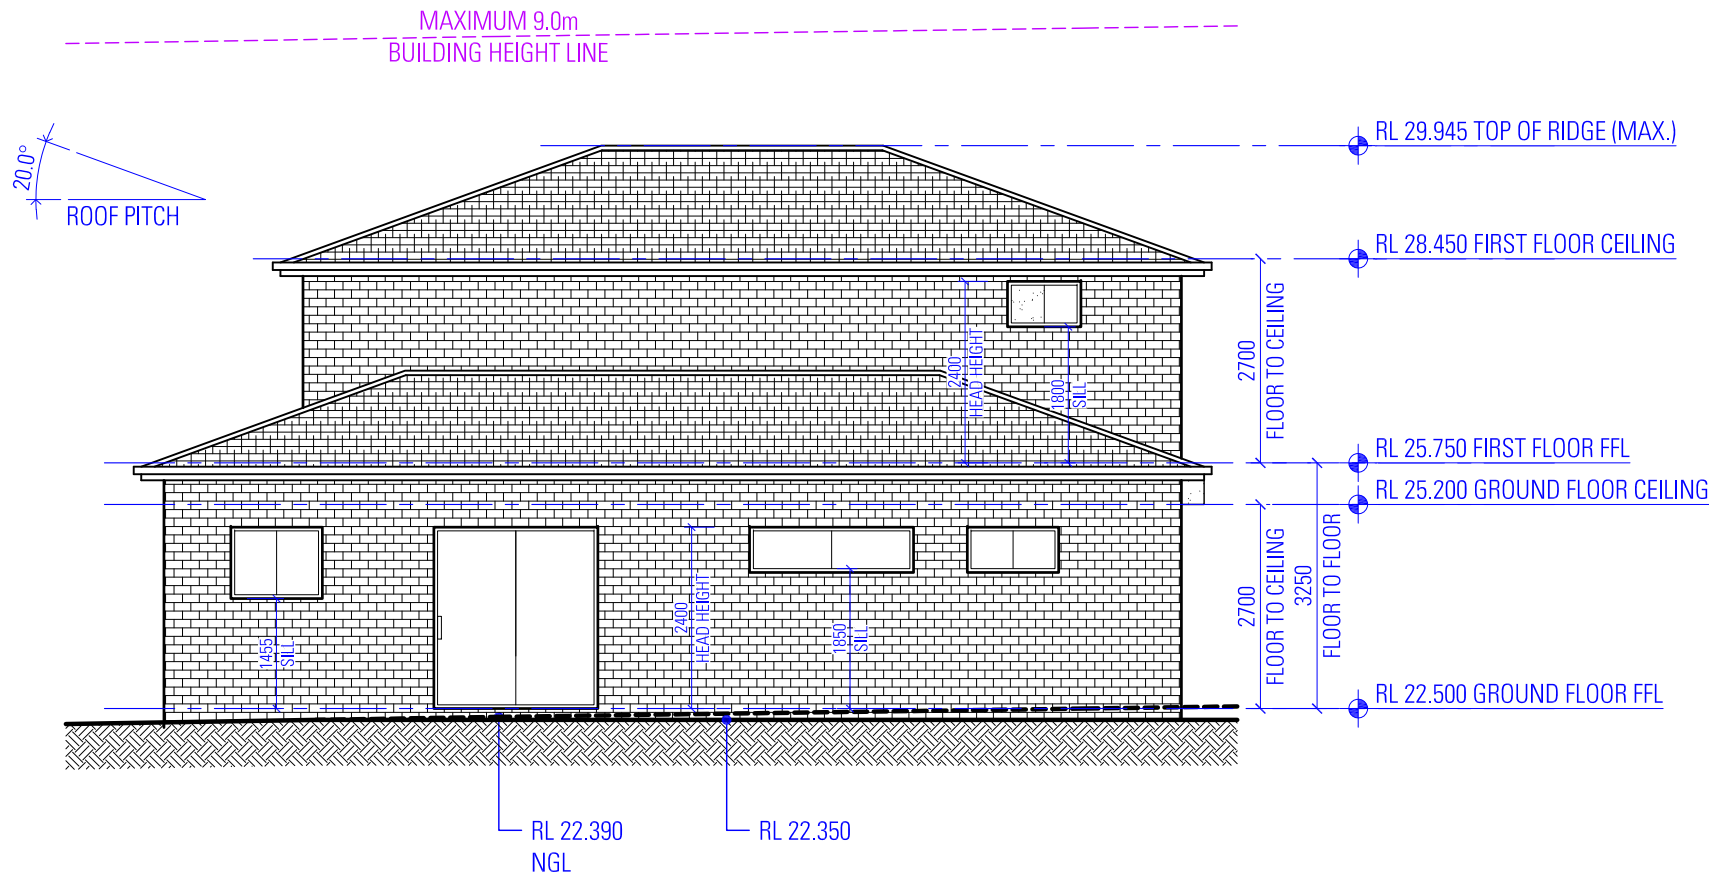 MAXIMUM 9.0m
BUILDING HEIGHT LINE
20.0°
ROOF PITCH
RL 29.945 TOP OF RIDGE (MAX.)
RL 28.450 FIRST FLOOR CEILING
2700
FLOOR TO CEILING
2400
HEAD HEIGHT
1800
SILL
RL 25.750 FIRST FLOOR FFL
RL 25.200 GROUND FLOOR CEILING
2700
FLOOR TO CEILING
3250
FLOOR TO FLOOR
1455
SILL
2400
HEAD HEIGHT
1850
SILL
RL 22.500 GROUND FLOOR FFL
RL 22.390
NGL
RL 22.350